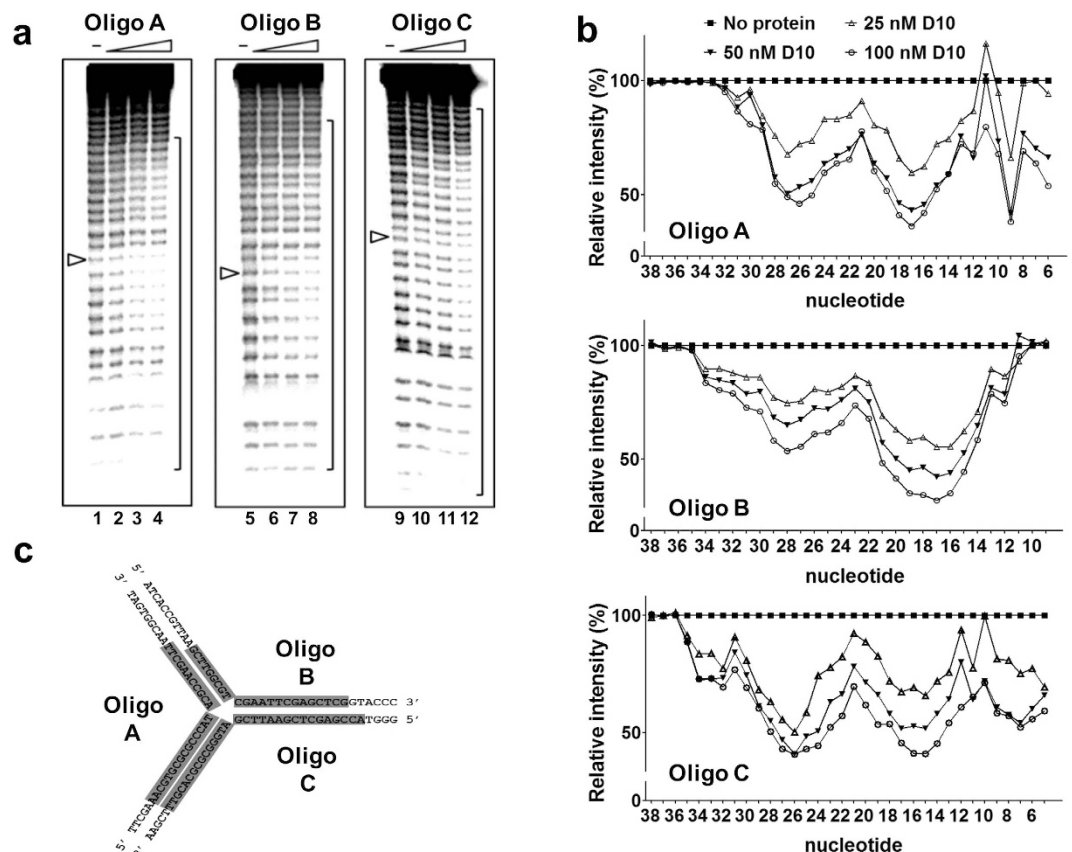 a
Oligo A
Oligo B
Oligo C
–
–
–
1 2 3 4
5 6 7 8
9 10 11 12
b
No protein
25 nM D10
50 nM D10
100 nM D10
Relative intensity (%)
100
50
0
Oligo A
38 36 34 32 30 28 26 24 22 20 18 16 14 12 10 8 6
nucleotide
Relative intensity (%)
100
50
0
Oligo B
38 36 34 32 30 28 26 24 22 20 18 16 14 12 10
nucleotide
Relative intensity (%)
100
50
0
Oligo C
38 36 34 32 30 28 26 24 22 20 18 16 14 12 10 8 6
nucleotide
c
5' ATCACCGTTAAGCTTGGCGT
3' TAGTGGCAATTCGAACCGCA
Oligo
B
CGAATTCGAGCTCGGTACCC 3'
GCTTAAGCTCGAGCCATGGG 5'
Oligo
C
Oligo
A
5' TTCGAAACGTGCGCGCCCAT
AAGCTTTGCACGCGCGGGTA